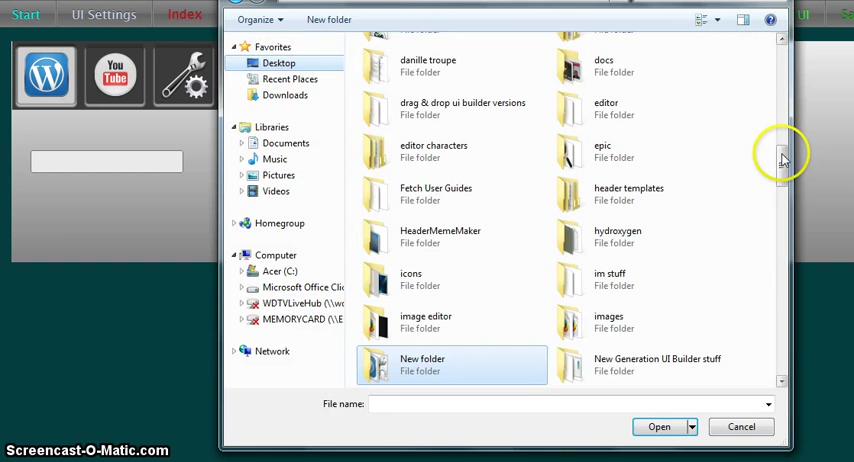 Start
UI Settings
Index
UI
Organize
New folder
You
Tube
Favorites
Desktop
Recent Places
Downloads
Libraries
Documents
Music
Pictures
Videos
Homegroup
Computer
Acer (C:)
Microsoft Office Clic
WDTVLiveHub (\\wd
MEMORYCARD (\\E
Network
danille troupe
File folder
docs
File folder
drag & drop ui builder versions
File folder
editor
File folder
editor characters
File folder
epic
File folder
Fetch User Guides
File folder
header templates
File folder
HeaderMemeMaker
File folder
hydroxygen
File folder
icons
File folder
im stuff
File folder
image editor
File folder
images
File folder
New folder
File folder
New Generation UI Builder stuff
File folder
File name:
Open
Cancel
Screencast-O-Matic.com